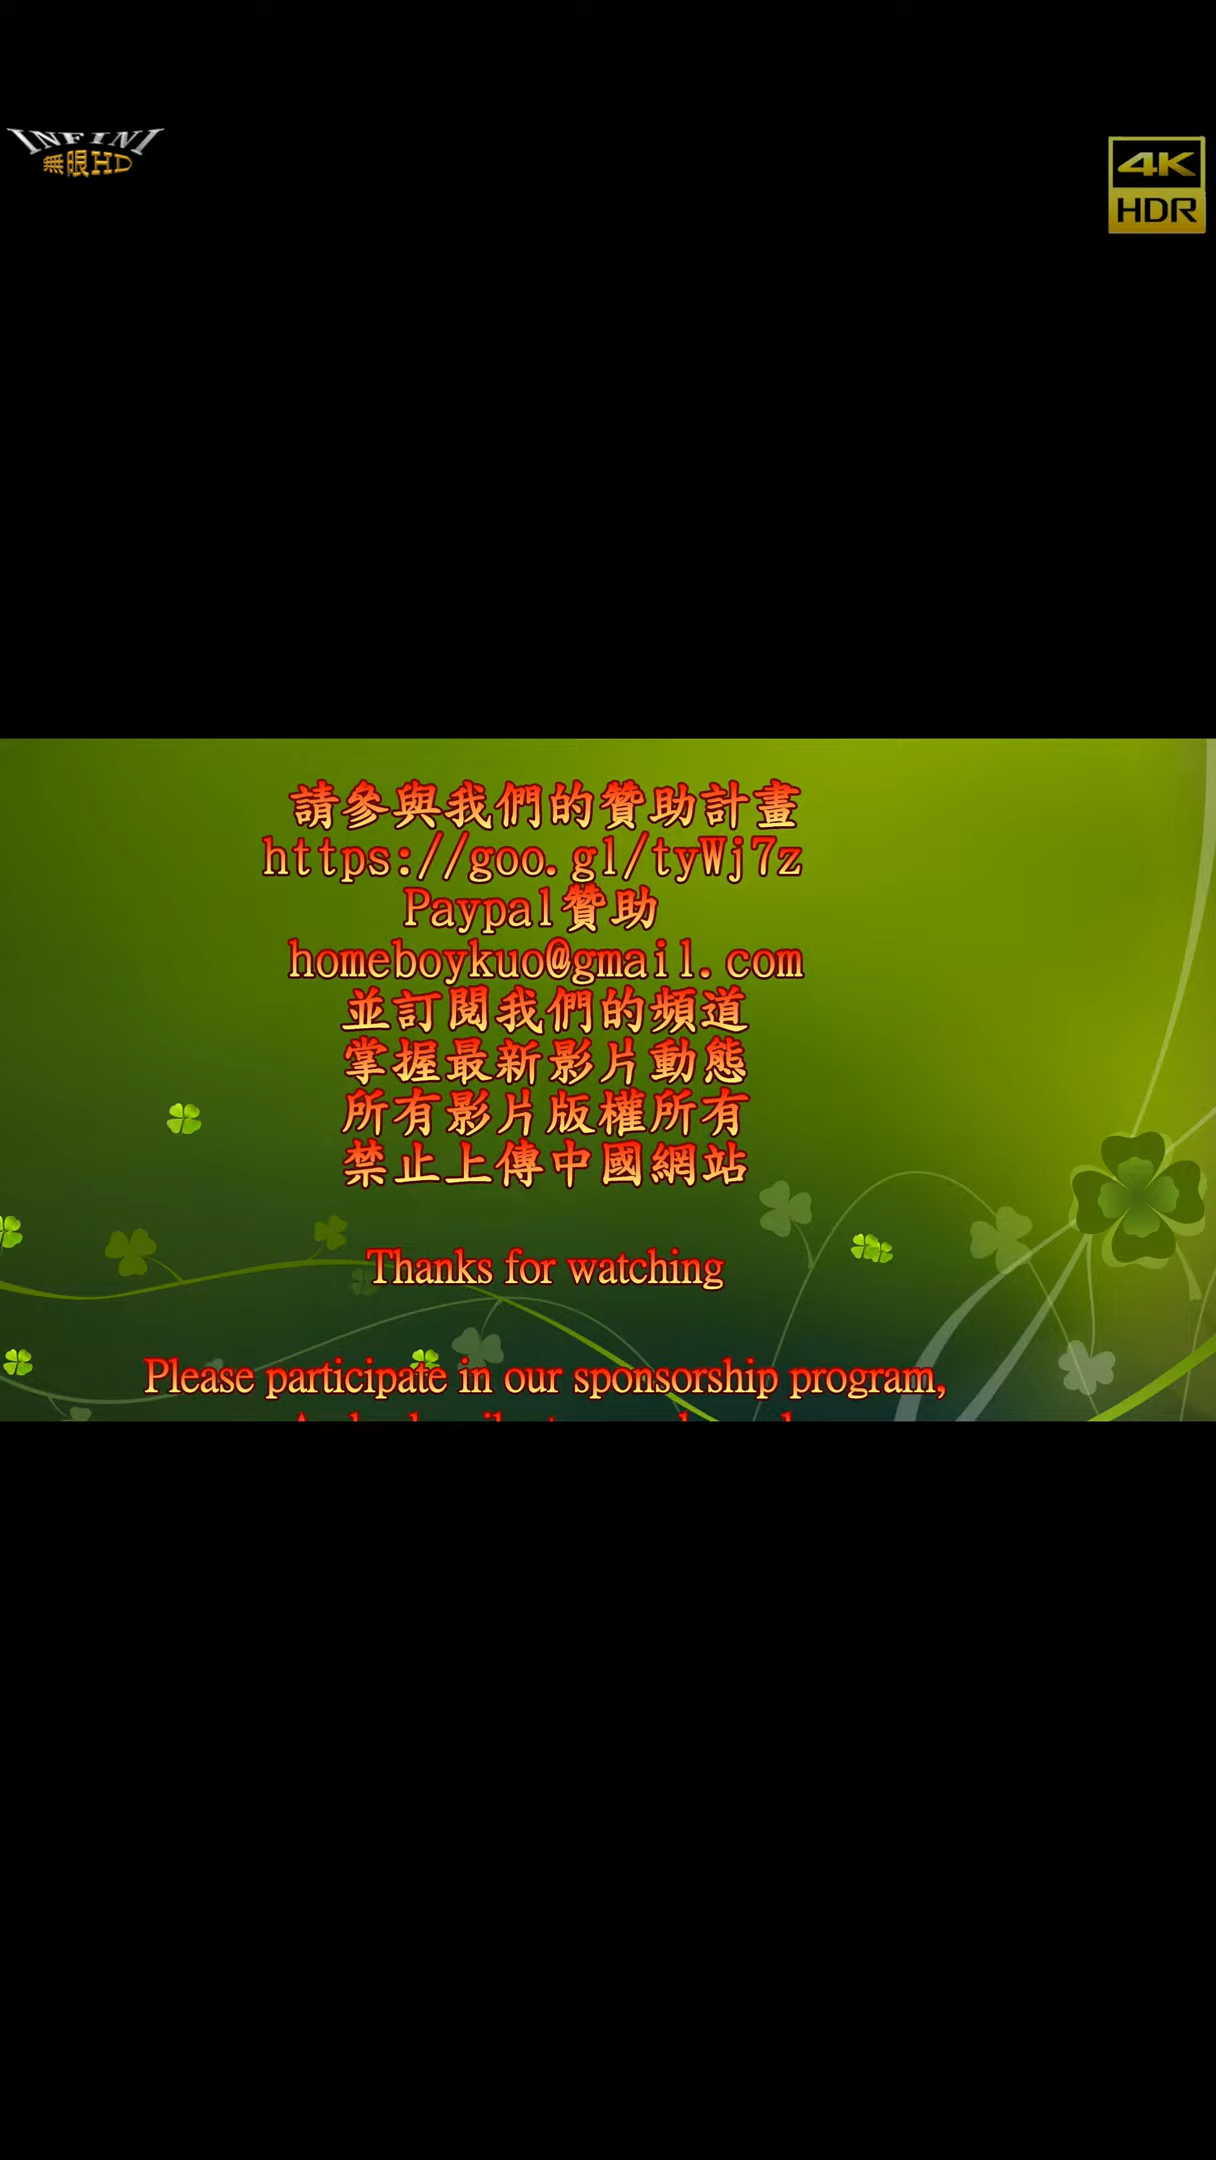 INFINI
無限HD
4K
HDR
請參與我們的贊助計畫
https://goo.gl/tyWj7z
Paypal贊助
homeboykuo@gmail.com
並訂閱我們的頻道
掌握最新影片動態
所有影片版權所有
禁止上傳中國網站
Thanks for watching
Please participate in our sponsorship program,